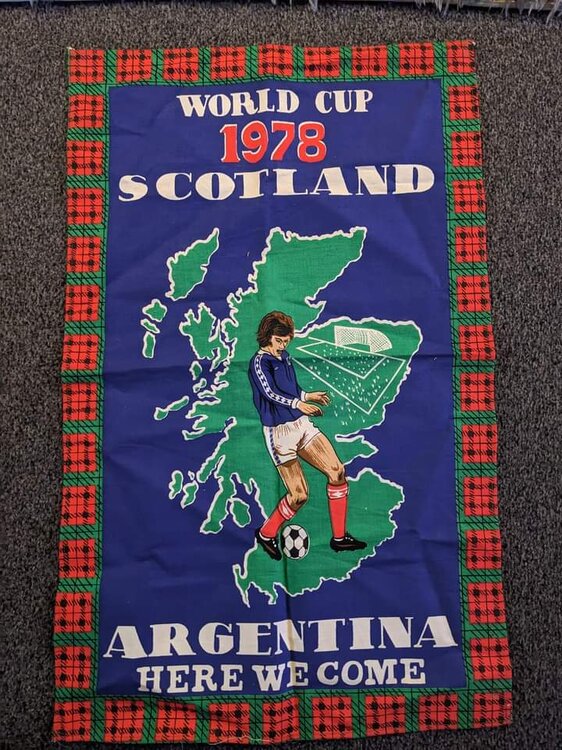 WORLD CUP
1978
SCOTLAND
ARGENTINA
HERE WE COME